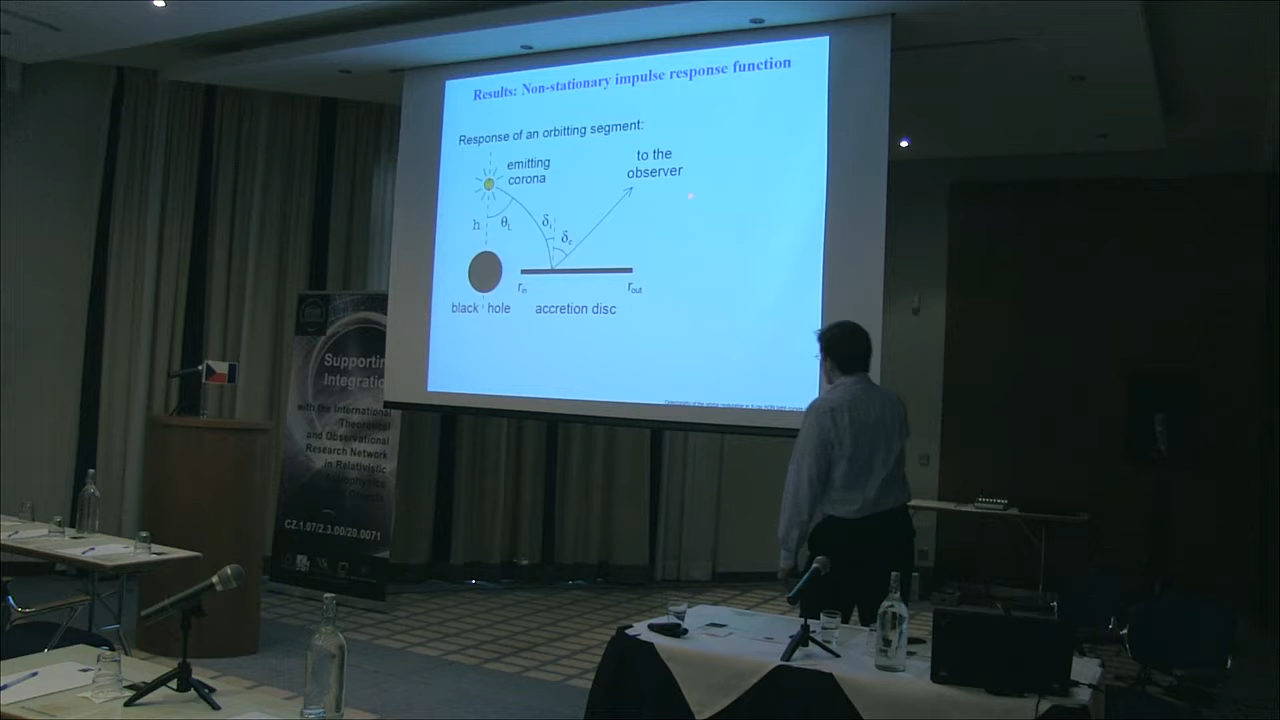 Results: Non-stationary impulse response function
Response of an orbitting segment:
emitting
corona
to the
observer
h
θL
δi
δe
rin
rout
black hole
accretion disc
Supporting
Integratio
with the International
Theoretical
and Observational
Research Network
in Relativistic
Astrophysics
CZ.1.07/2.3.00/20.0071